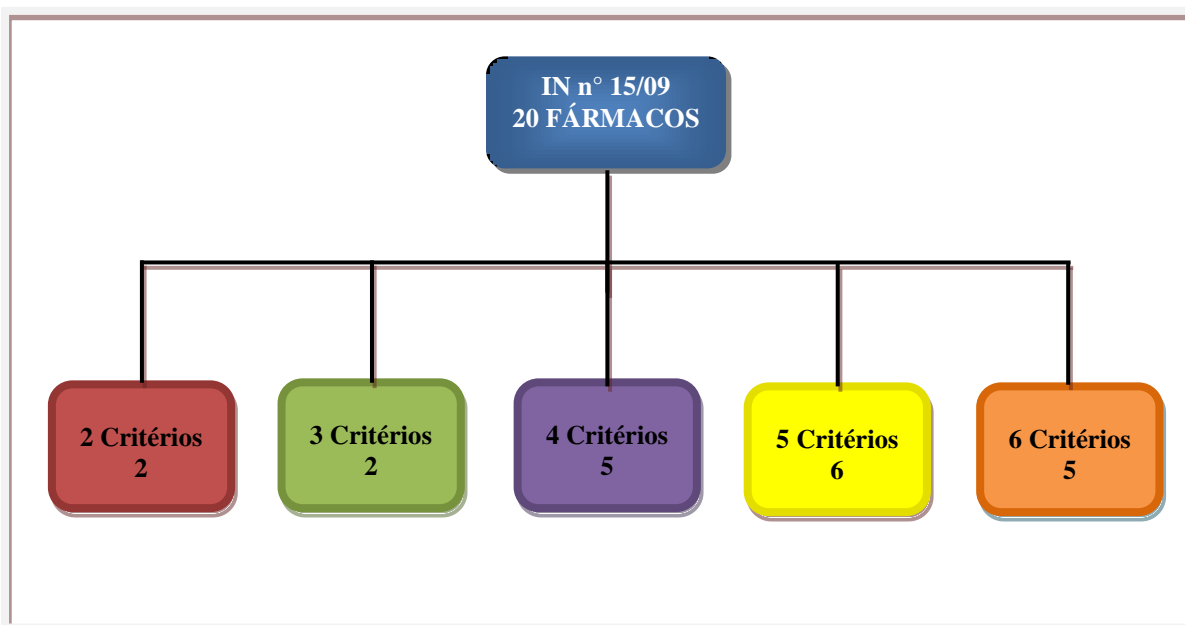 IN n° 15/09
20 FÁRMACOS
2 Critérios
2
3 Critérios
2
4 Critérios
5
5 Critérios
6
6 Critérios
5